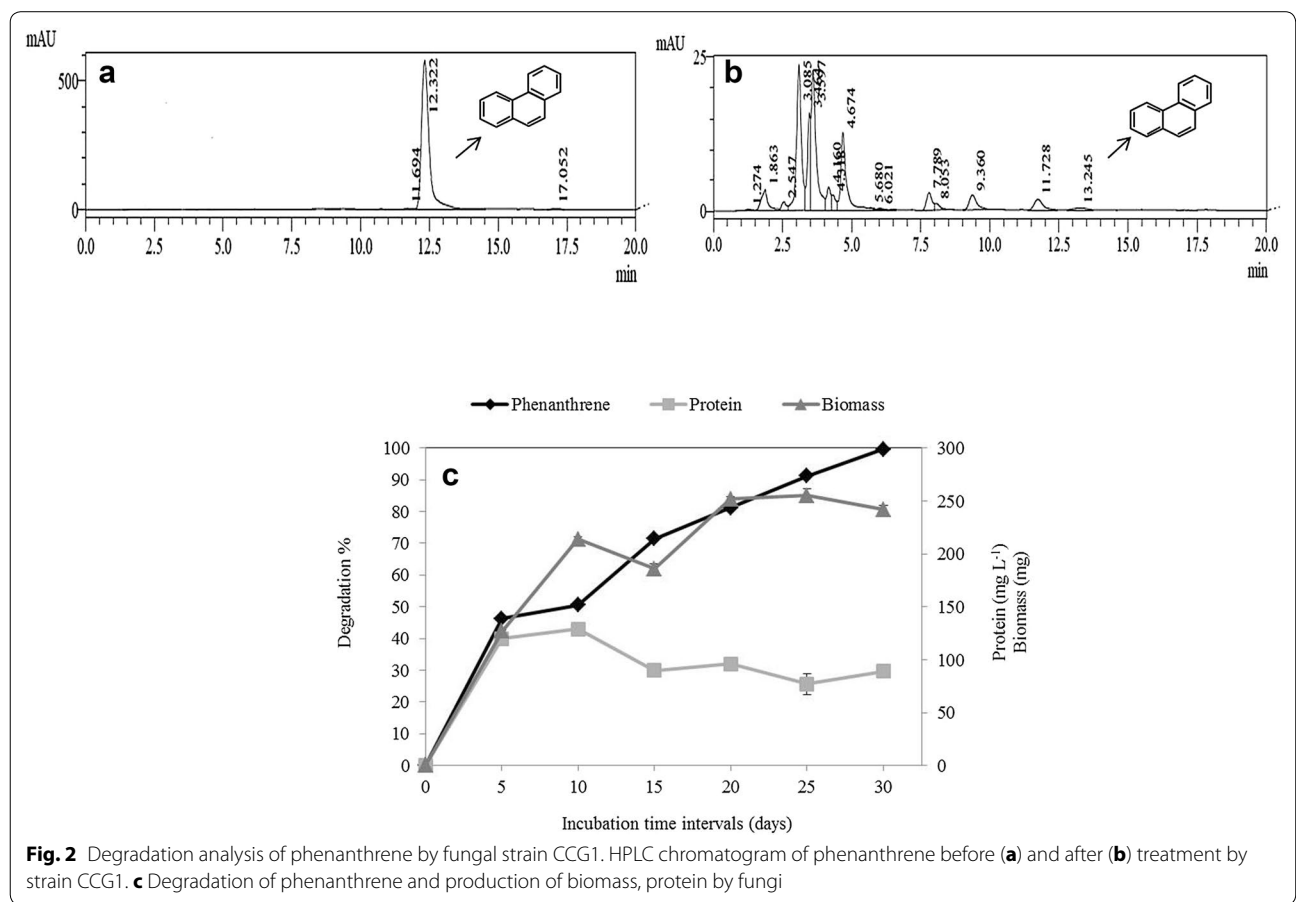 mAU
a
500
0
11.694
12.322
17.052
0.0 2.5 5.0 7.5 10.0 12.5 15.0 17.5 20.0
min
mAU
b
25
0
1.274
1.863
2.547
3.085
3.597
4.160
4.674
5.680
6.021
7.789
8.053
9.360
11.728
13.245
0.0 2.5 5.0 7.5 10.0 12.5 15.0 17.5 20.0
min
Phenanthrene Protein Biomass
c
Degradation %
100
90
80
70
60
50
40
30
20
10
0
300
250
200
150
100
50
0
Protein (mg L-1)
Biomass (mg)
0 5 10 15 20 25 30
Incubation time intervals (days)
Fig. 2 Degradation analysis of phenanthrene by fungal strain CCG1. HPLC chromatogram of phenanthrene before (a) and after (b) treatment by
strain CCG1. c Degradation of phenanthrene and production of biomass, protein by fungi